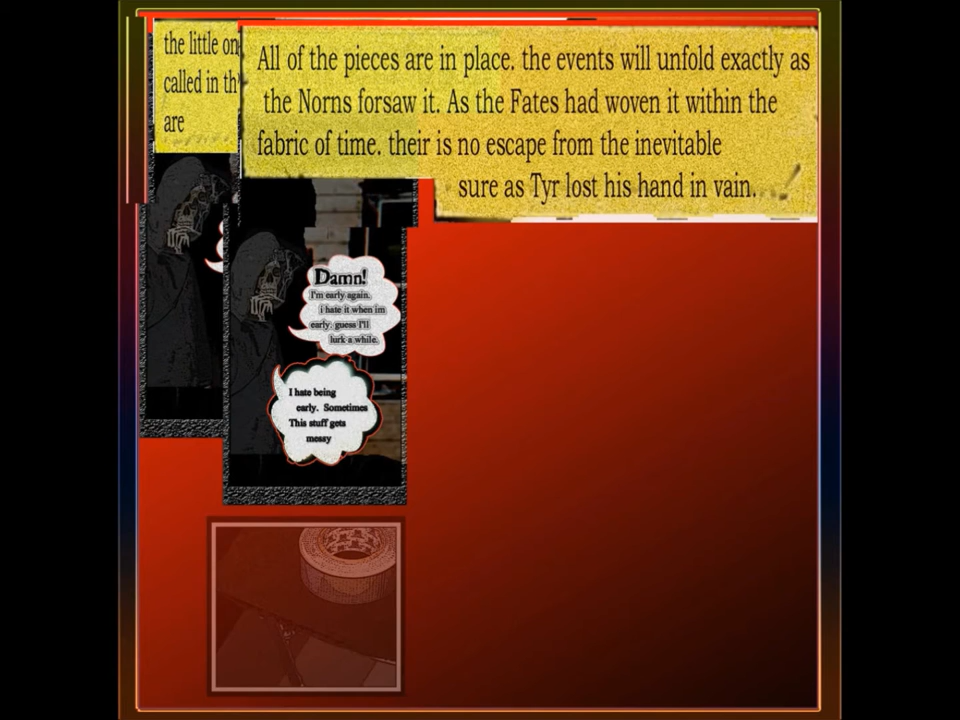 the little on
called in th
are
All of the pieces are in place. the events will unfold exactly as
the Norns forsaw it. As the Fates had woven it within the
fabric of time. their is no escape from the inevitable
sure as Tyr lost his hand in vain.
Damn!
I'm early again.
i hate it when im
early. guess I'll
lurk a while.
I hate being
early. Sometimes
This stuff gets
messy